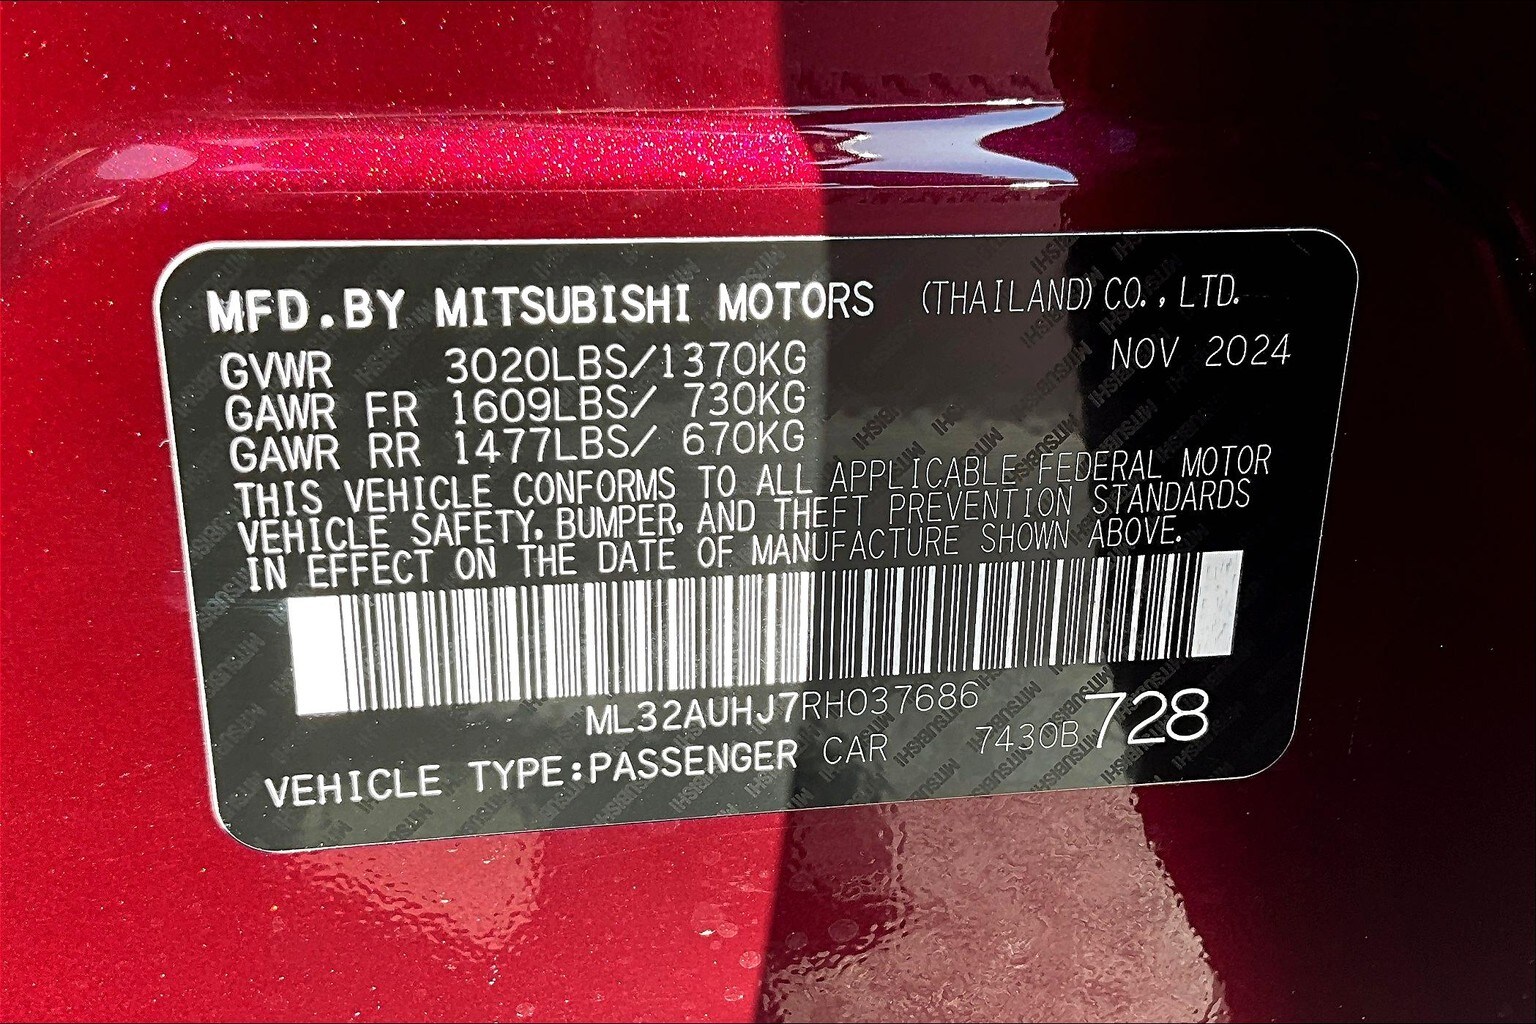 MFD.BY MITSUBISHI MOTORS (THAILAND) CO.,LTD.
NOV 2024
GVWR 3020LBS/1370KG
GAWR FR 1609LBS/ 730KG
GAWR RR 1477LBS/ 670KG
THIS VEHICLE CONFORMS TO ALL APPLICABLE FEDERAL MOTOR
VEHICLE SAFETY, BUMPER, AND THEFT PREVENTION STANDARDS
IN EFFECT ON THE DATE OF MANUFACTURE SHOWN ABOVE.
ML32AUHJ7RH037686
VEHICLE TYPE:PASSENGER CAR 7430B 728